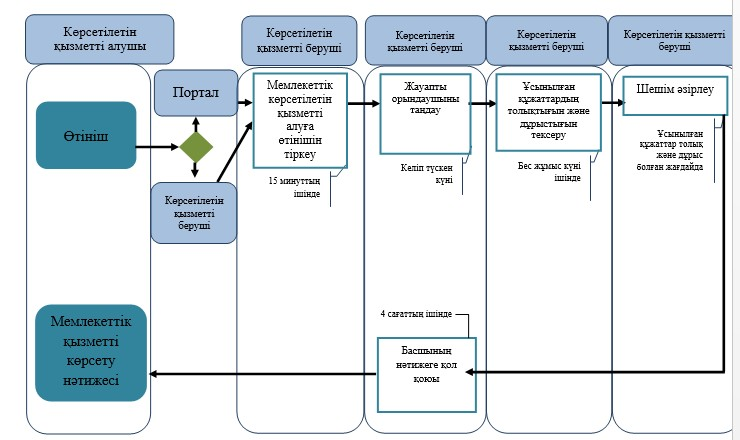 Көрсетілетін
қызметті алушы
Көрсетілетін
қызметті беруші
Көрсетілетін
қызметті беруші
Көрсетілетін
қызметті беруші
Көрсетілетін қызметті
беруші
Өтініш
Портал
Көрсетілетін
қызметті
беруші
Мемлекеттік
көрсетілетін
қызметті
алуға
өтінішін
тіркеу
15 минуттың
ішінде
Жауапты
орындаушыны
таңдау
Келіп түскен
күні
Ұсынылған
құжаттардың
толықтығын және
дұрыстығын
тексеру
Бес жұмыс күні
ішінде
Шешім әзірлеу
Ұсынылған
құжаттар толық
және дұрыс
болған жағдайда
4 сағаттың ішінде
Басшының
нәтижеге қол
қоюы
Мемлекеттік
қызметті
көрсету
нәтижесі